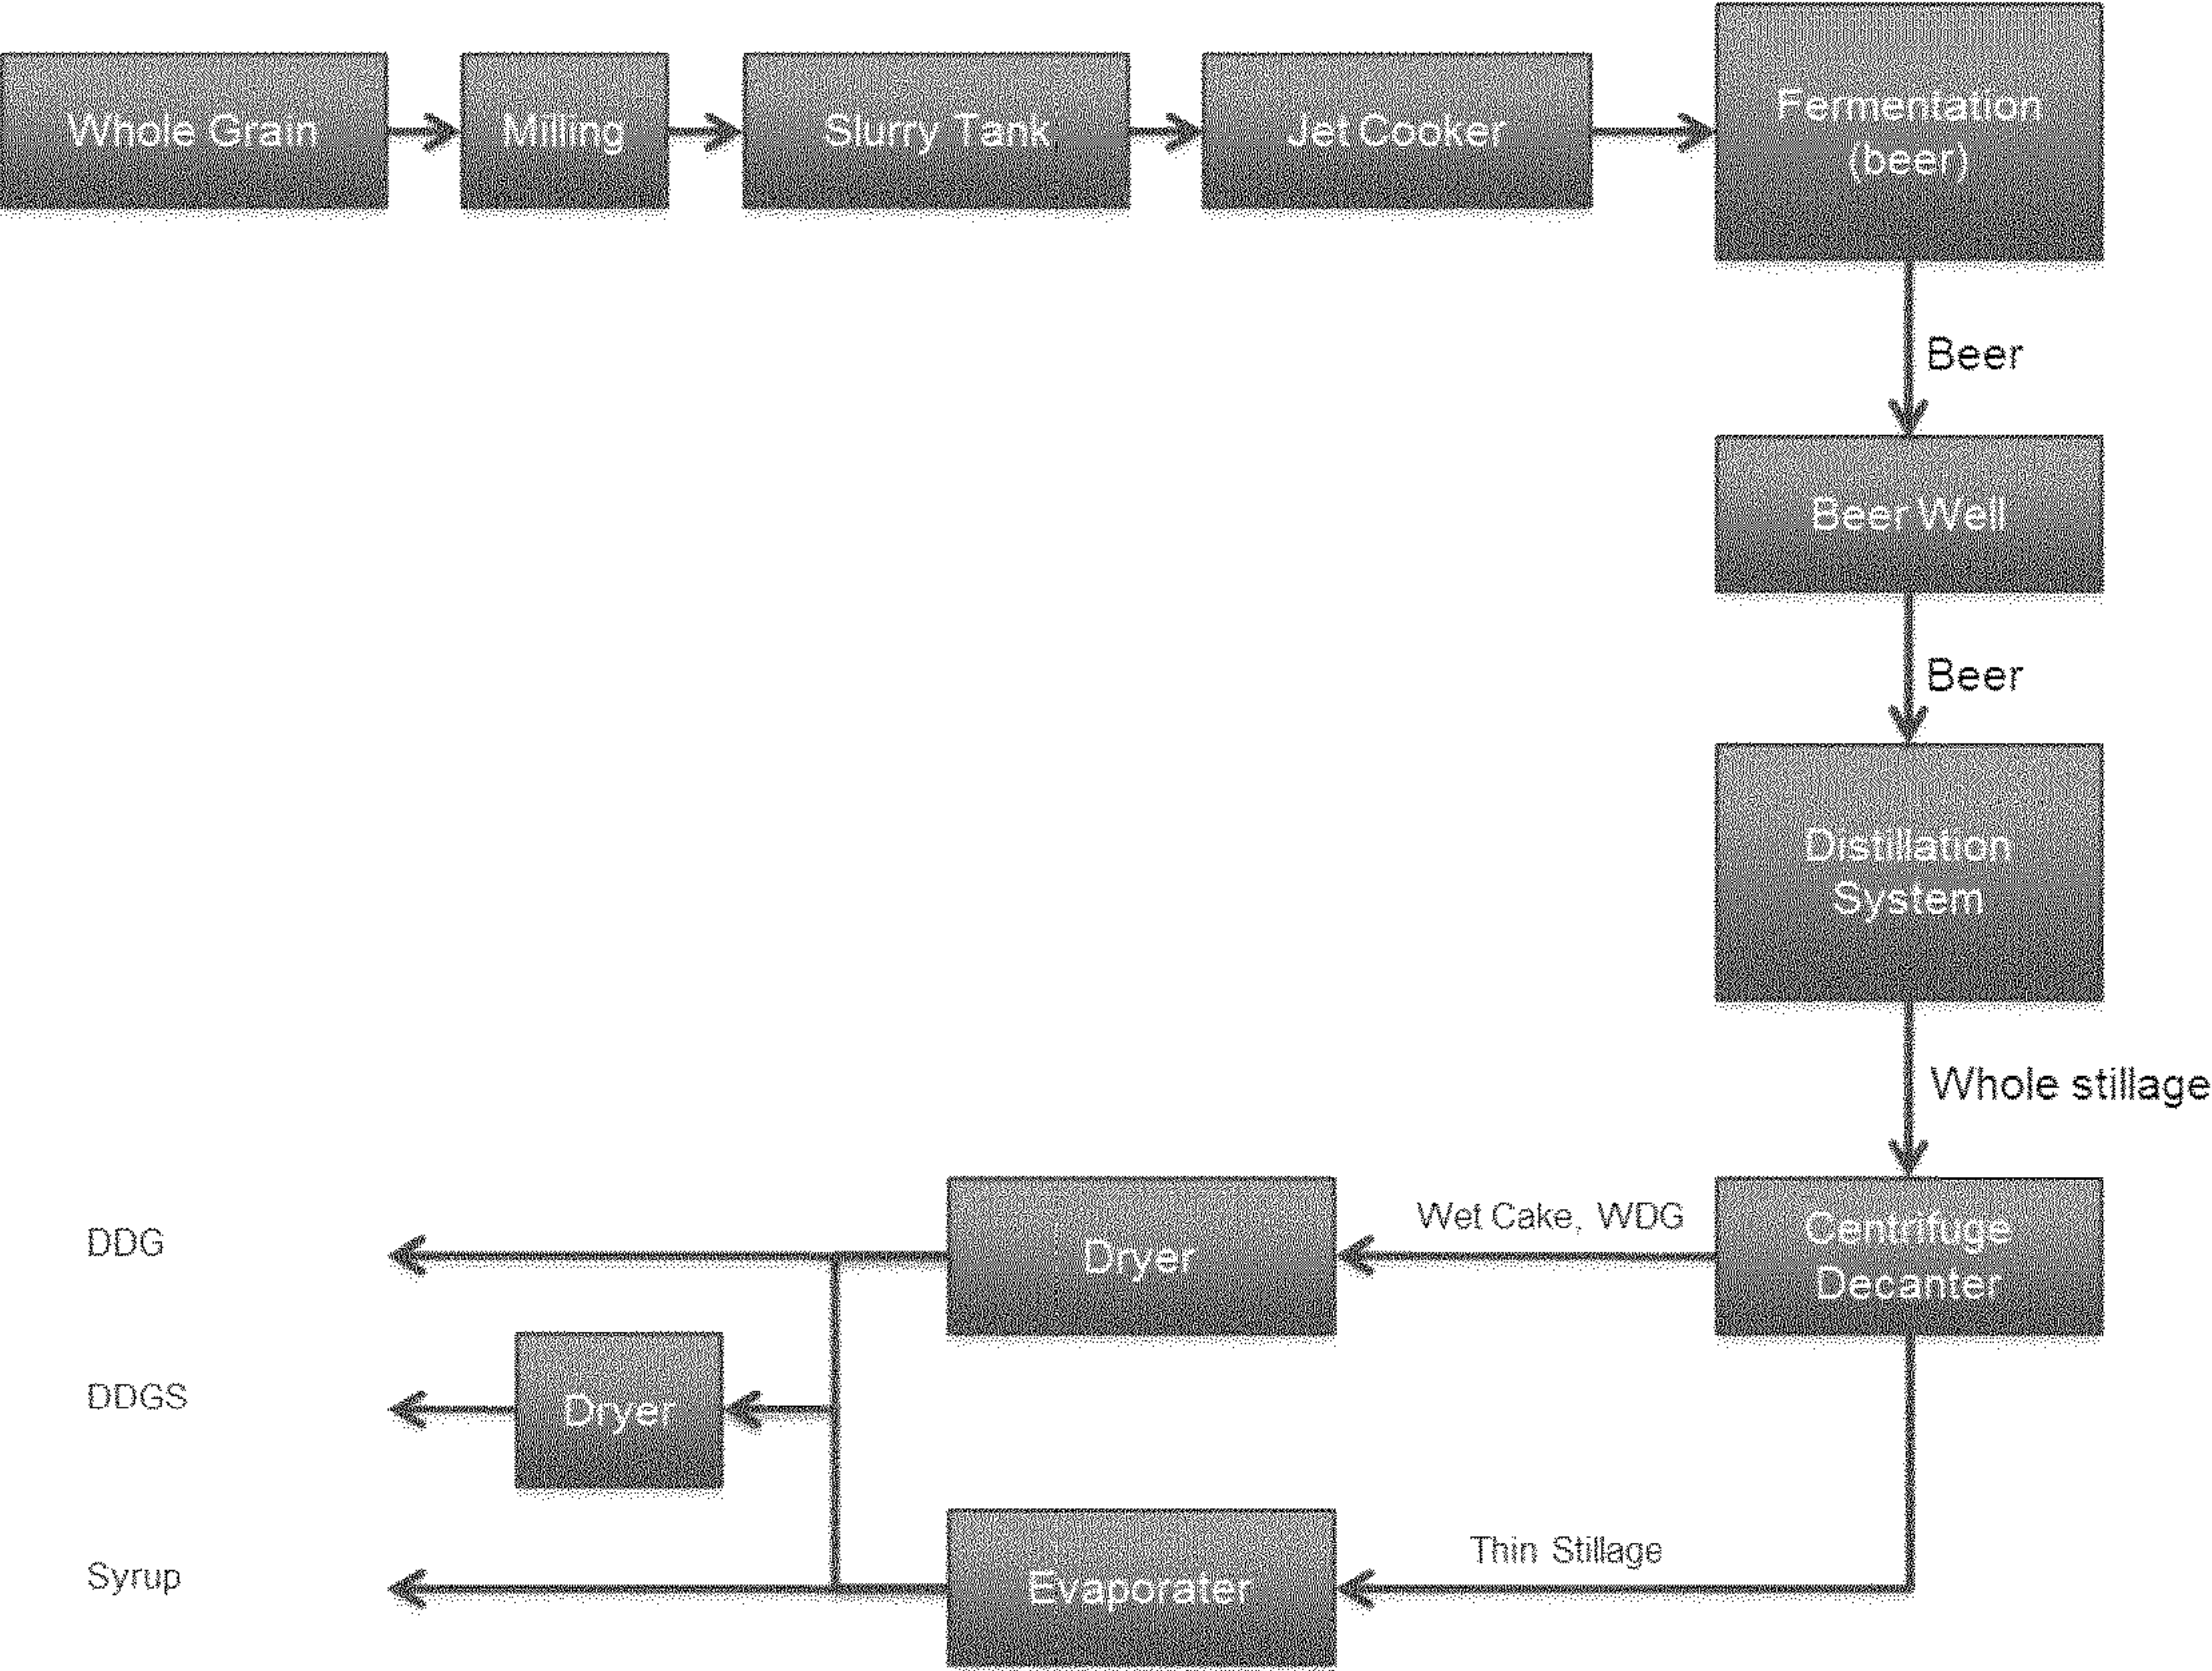 Whole Grain
Milling
Slurry Tank
Jet Cooker
Fermentation
(beer)
Beer
Beer Well
Beer
Distillation
System
Whole stillage
Centrifuge
Decanter
Wet Cake, WDG
Dryer
DDG
Dryer
DDGS
Thin Stillage
Evaporater
Syrup